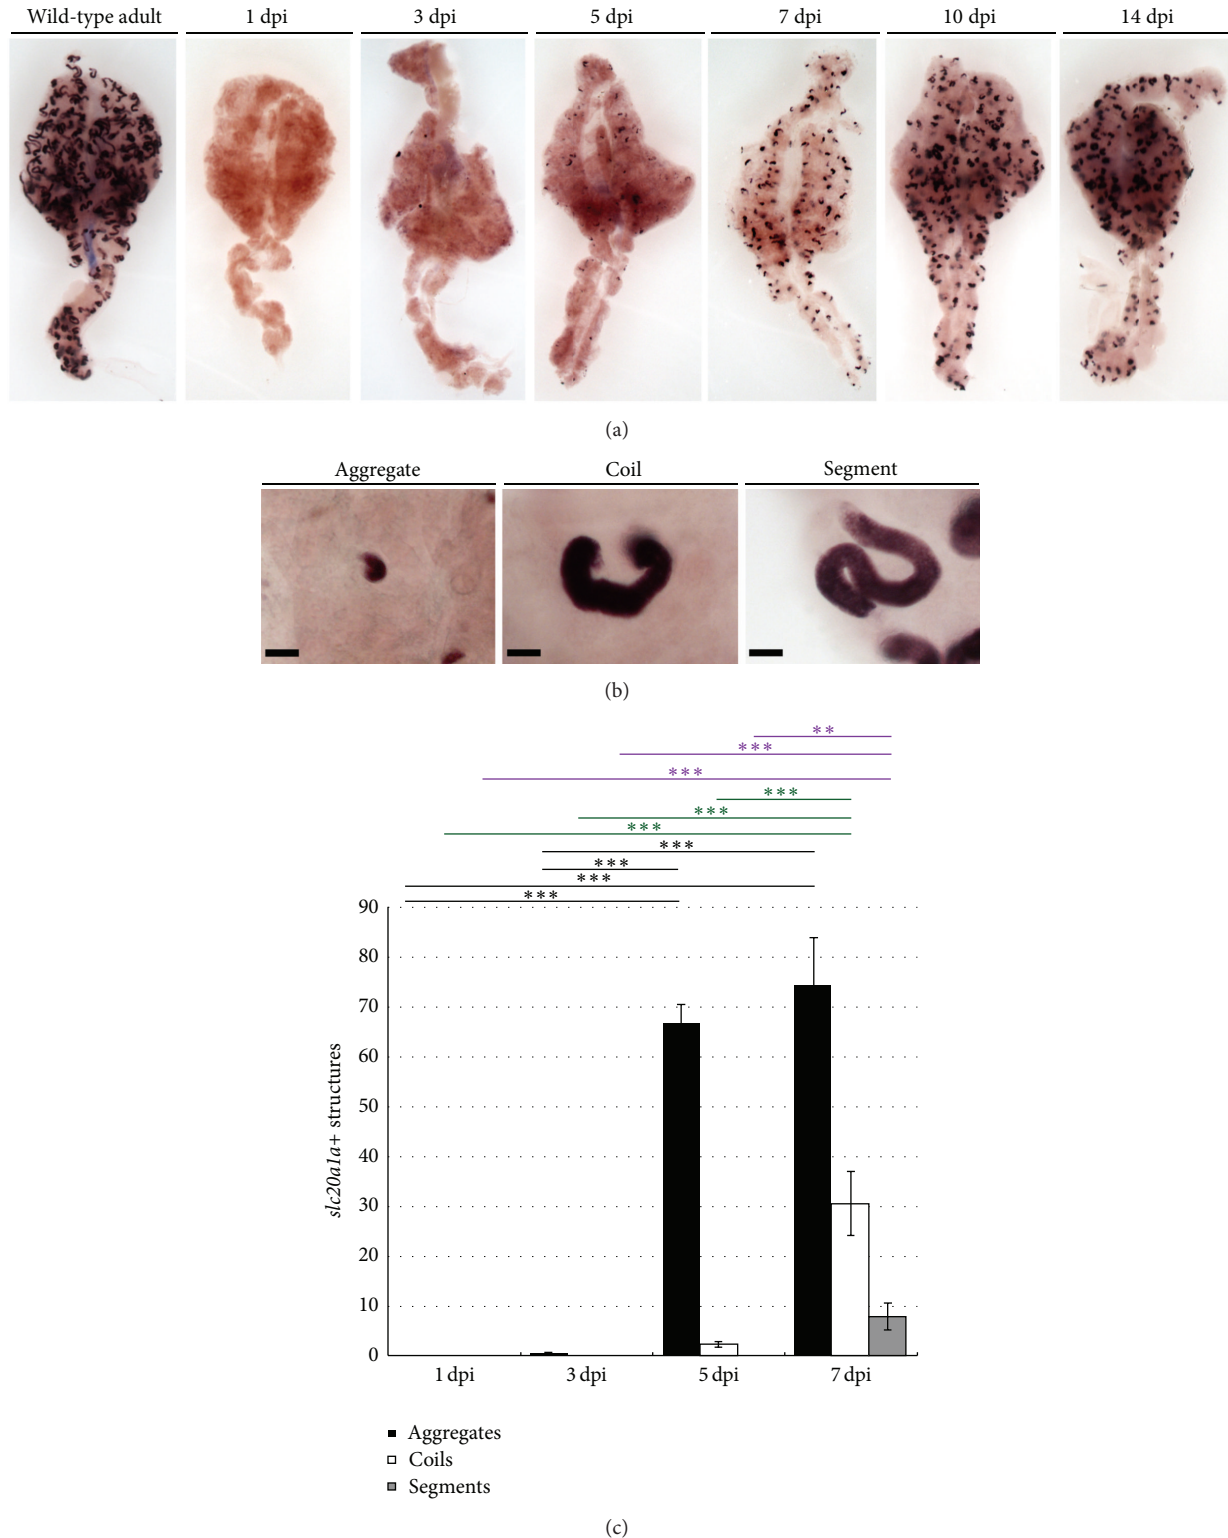 Wild-type adult 1 dpi 3 dpi 5 dpi 7 dpi 10 dpi 14 dpi
(a)
Aggregate Coil Segment
(b)
**
***
***
***
***
***
***
***
***
***
90
80
70
60
50
40
30
20
10
0
slc20a1a+ structures
1 dpi 3 dpi 5 dpi 7 dpi
Aggregates
Coils
Segments
(c)